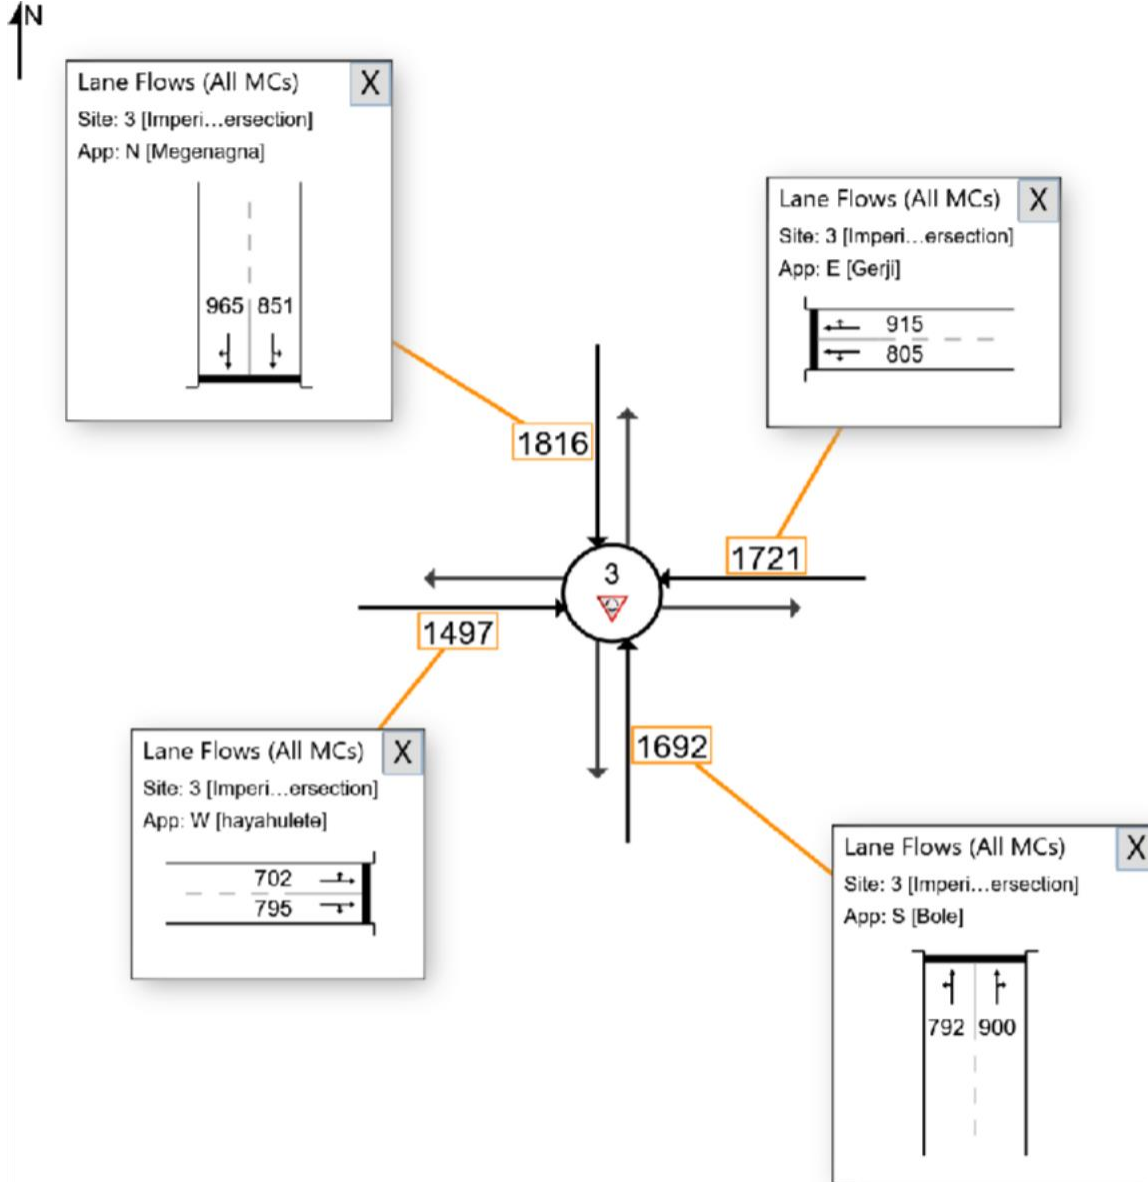 N
Lane Flows (All MCs) X
Site: 3 [Imperi...ersection]
App: N [Megenagna]
965 851
Lane Flows (All MCs) X
Site: 3 [Imperi...ersection]
App: E [Gerji]
915
805
1816
1721
3
1497
1692
Lane Flows (All MCs) X
Site: 3 [Imperi...ersection]
App: W [hayahulete]
702
795
Lane Flows (All MCs) X
Site: 3 [Imperi...ersection]
App: S [Bole]
792 900